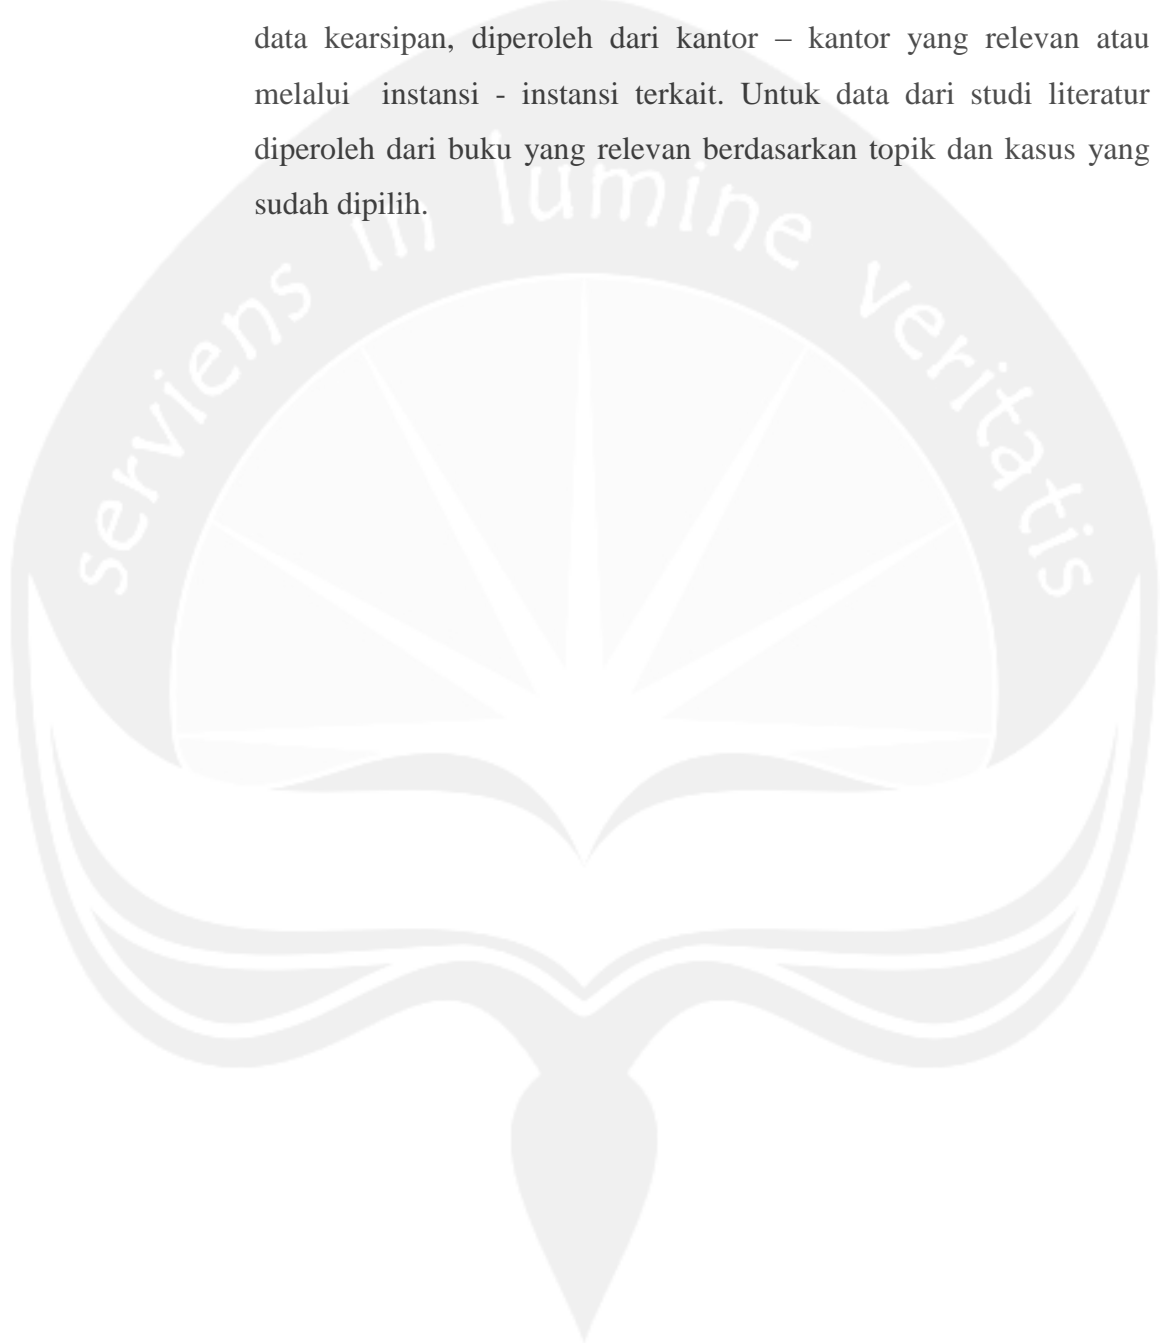 data kearsipan, diperoleh dari kantor – kantor yang relevan atau
melalui instansi - instansi terkait. Untuk data dari studi literatur
diperoleh dari buku yang relevan berdasarkan topik dan kasus yang
sudah dipilih.
serviens in lumine veritatis